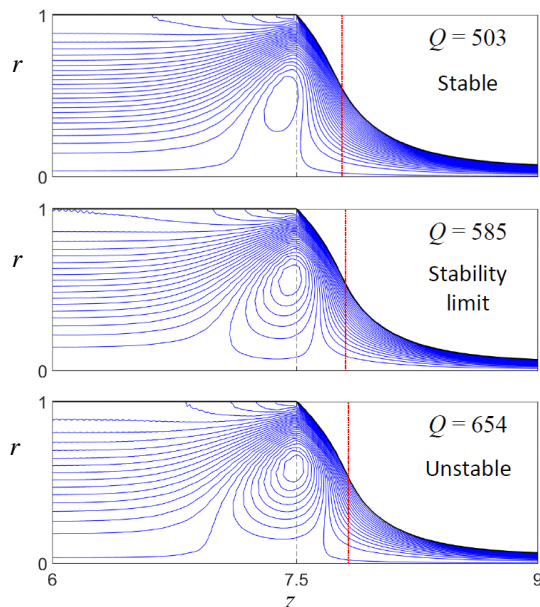 1
Q = 503
Stable
r
0
1
Q = 585
Stability
limit
r
0
1
Q = 654
Unstable
r
0
6
7.5
9
z